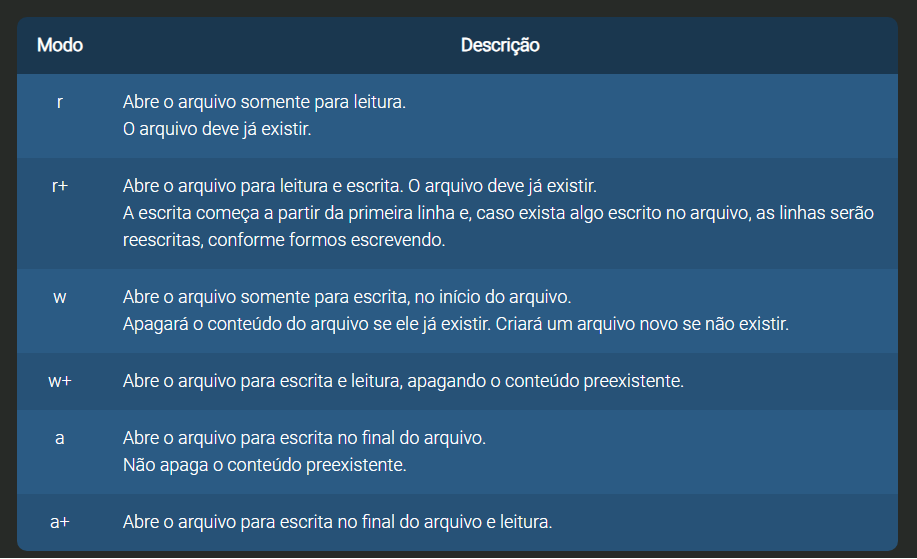 Modo Descrição
r Abre o arquivo somente para leitura.
O arquivo deve já existir.
r+ Abre o arquivo para leitura e escrita. O arquivo deve já existir.
A escrita começa a partir da primeira linha e, caso exista algo escrito no arquivo, as linhas serão
reescritas, conforme formos escrevendo.
w Abre o arquivo somente para escrita, no início do arquivo.
Apagará o conteúdo do arquivo se ele já existir. Criará um arquivo novo se não existir.
w+ Abre o arquivo para escrita e leitura, apagando o conteúdo preexistente.
a Abre o arquivo para escrita no final do arquivo.
Não apaga o conteúdo preexistente.
a+ Abre o arquivo para escrita no final do arquivo e leitura.